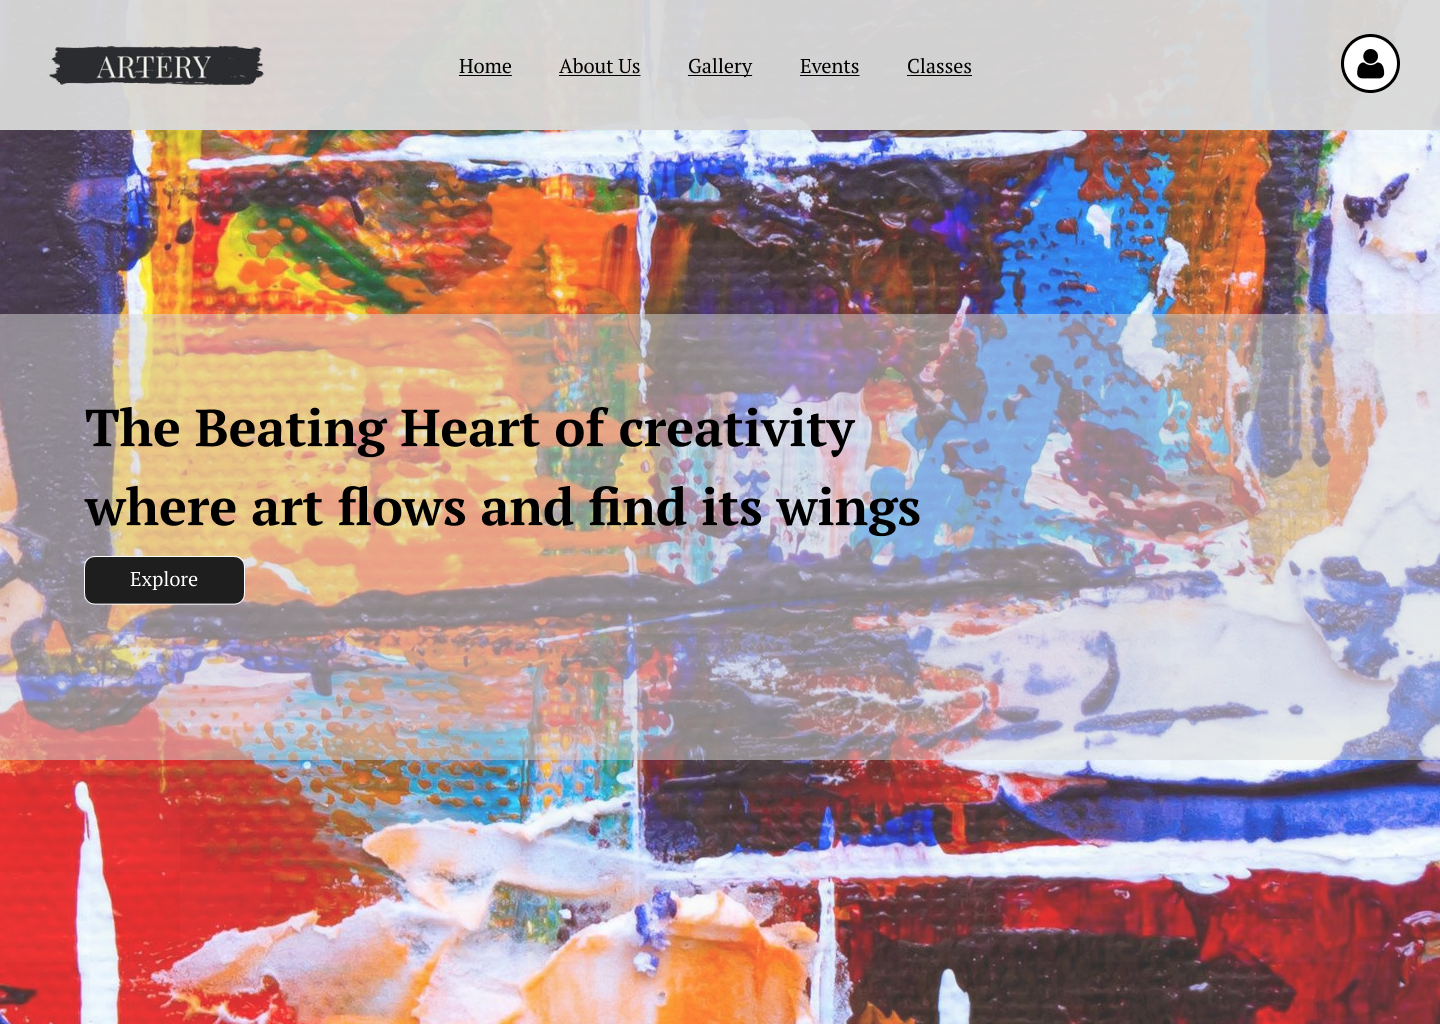 ARTERY
Home About Us Gallery Events Classes
The Beating Heart of creativity
where art flows and find its wings
Explore